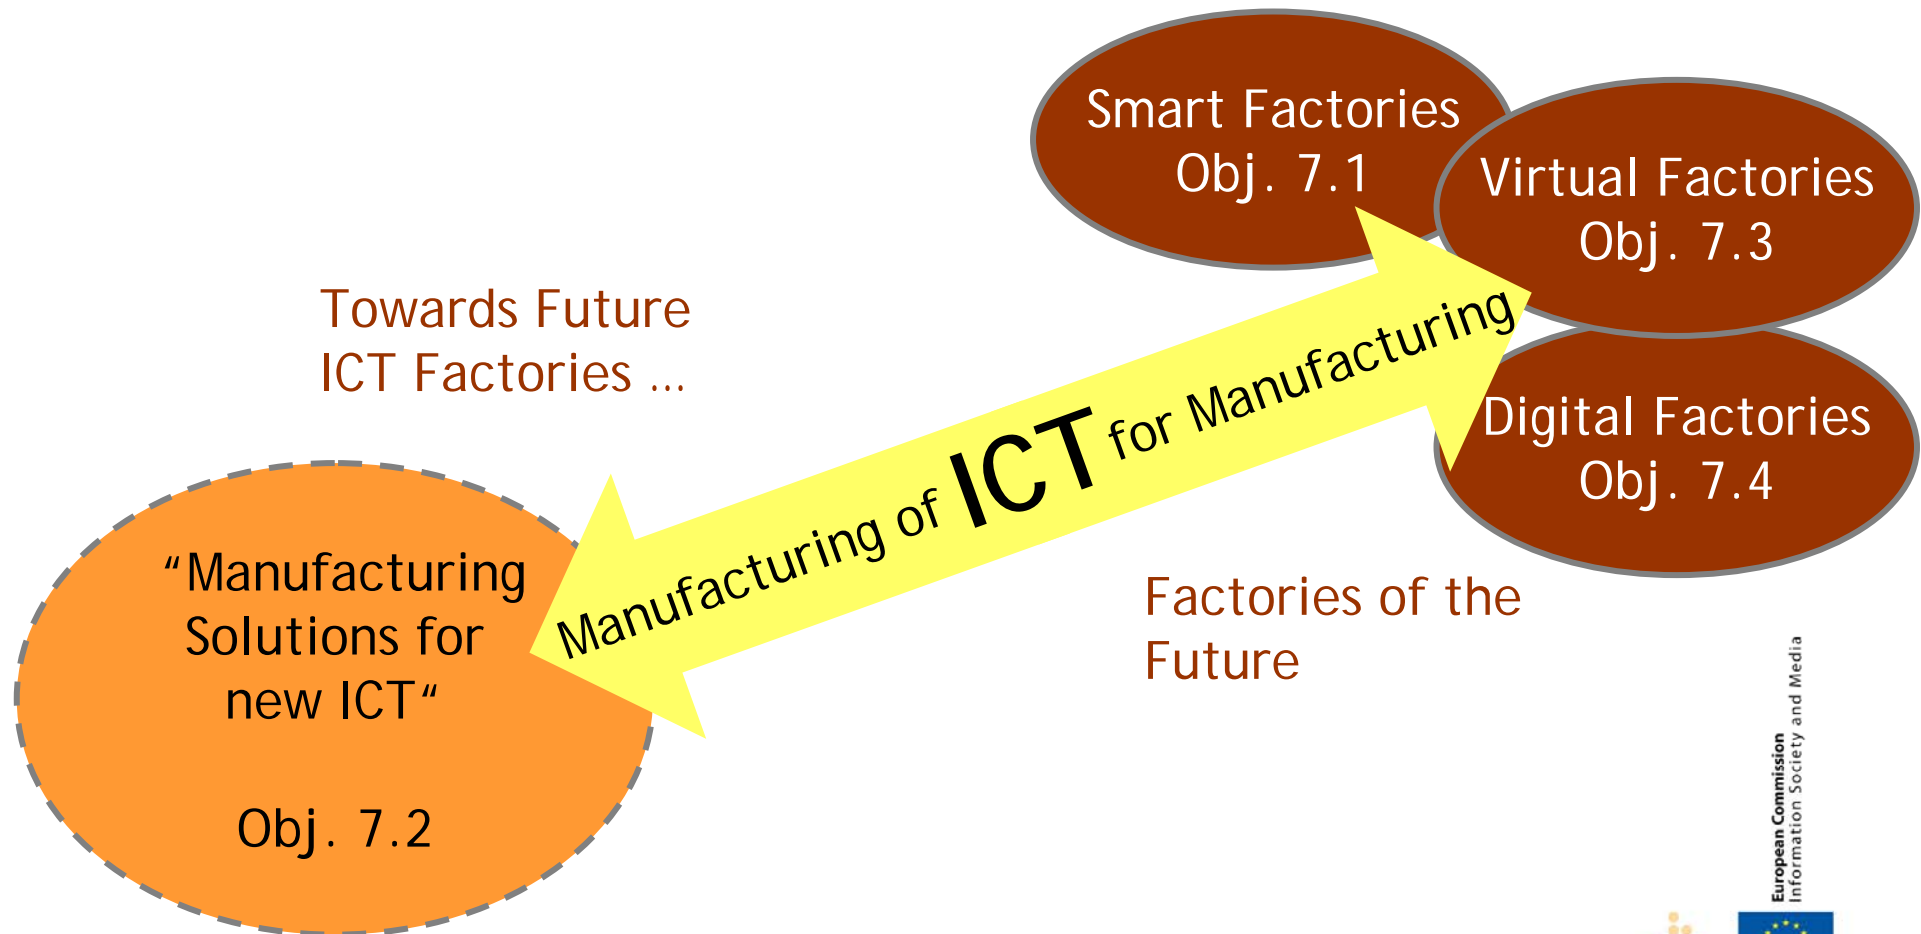 Smart Factories
Obj. 7.1
Virtual Factories
Obj. 7.3
Towards Future
ICT Factories ...
Manufacturing of ICT for Manufacturing
Digital Factories
Obj. 7.4
“Manufacturing
Solutions for
new ICT“
Obj. 7.2
Factories of the
Future
European Commission
Information Society and Media